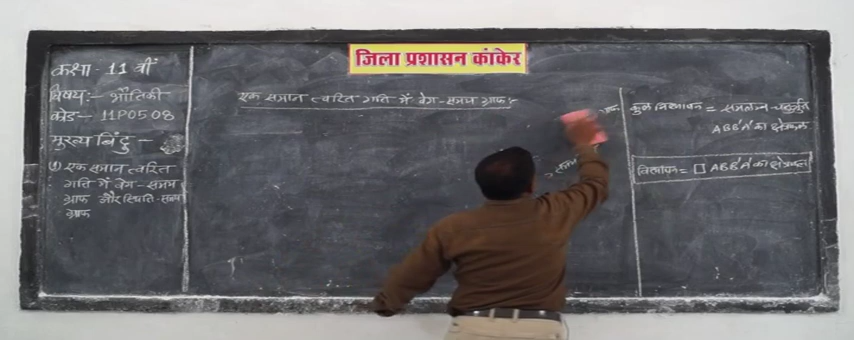 जिला प्रशासन कांकेर
कक्षा - 11 वीं
विषय:- भौतिकी
कोड:- 11P0508
मुख्य बिंदु -
① एक समान त्वरित
गति में वेग-समय
ग्राफ और स्थिति-समय
ग्राफ
एक समान त्वरित गति में वेग-समय ग्राफ:-
समय
कुल विस्थापन = समलम्ब चतुर्भुज
ABB'A' का क्षेत्रफल
विस्थापन = □ ABB'A' का क्षेत्रफल